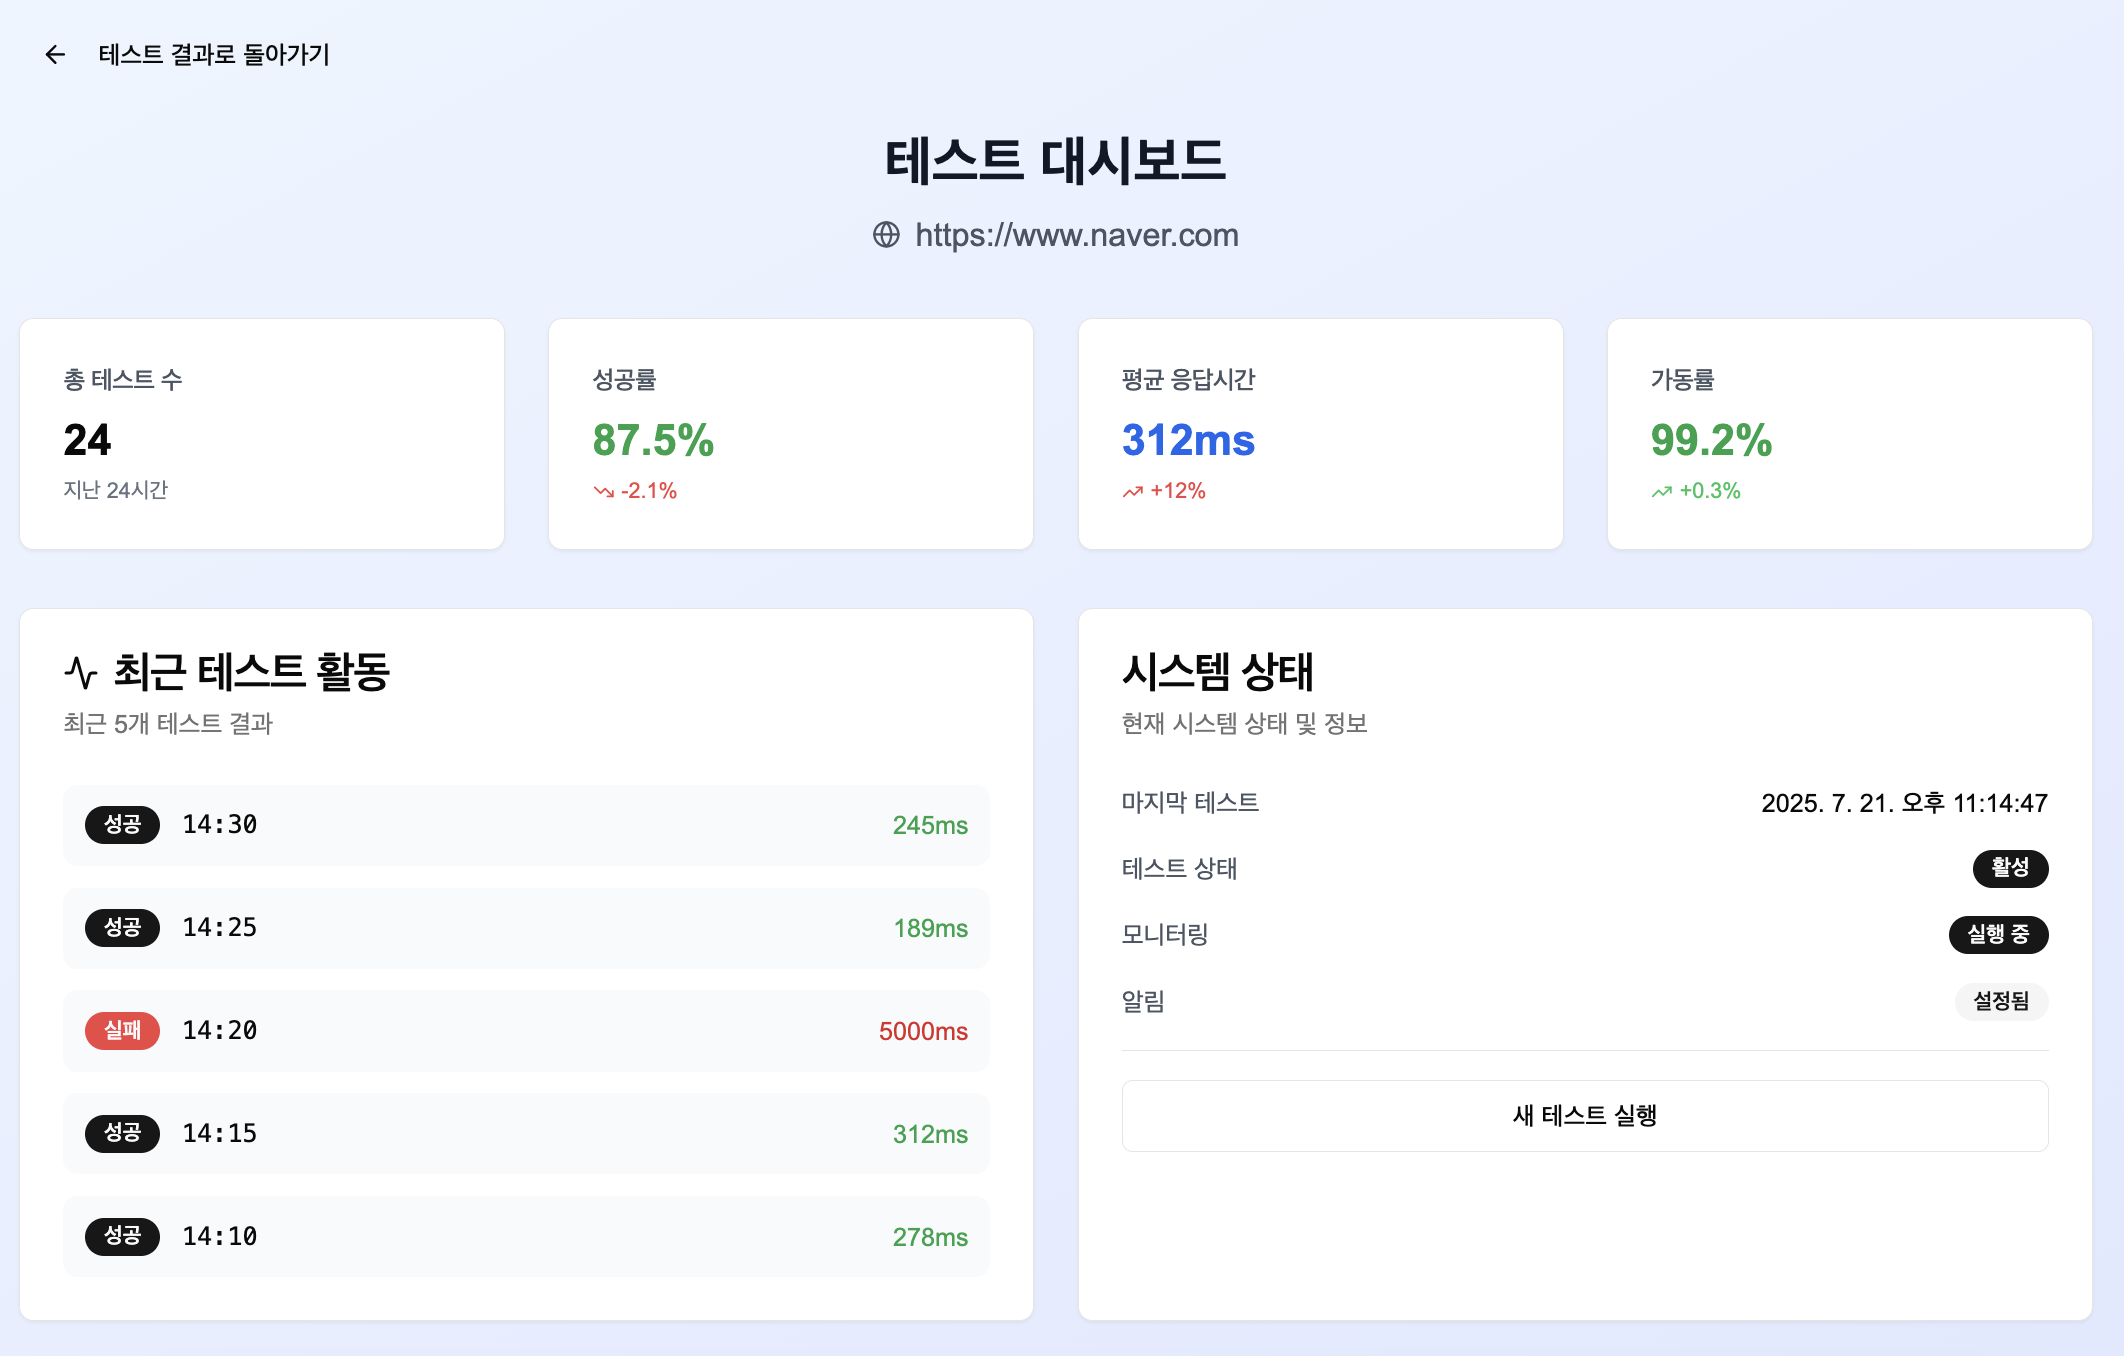 테스트 결과로 돌아가기
테스트 대시보드
https://www.naver.com
총 테스트 수
24
지난 24시간
성공률
87.5%
-2.1%
평균 응답시간
312ms
+12%
가동률
99.2%
+0.3%
최근 테스트 활동
최근 5개 테스트 결과
성공 14:30 245ms
성공 14:25 189ms
실패 14:20 5000ms
성공 14:15 312ms
성공 14:10 278ms
시스템 상태
현재 시스템 상태 및 정보
마지막 테스트 2025. 7. 21. 오후 11:14:47
테스트 상태 활성
모니터링 실행 중
알림 설정됨
새 테스트 실행